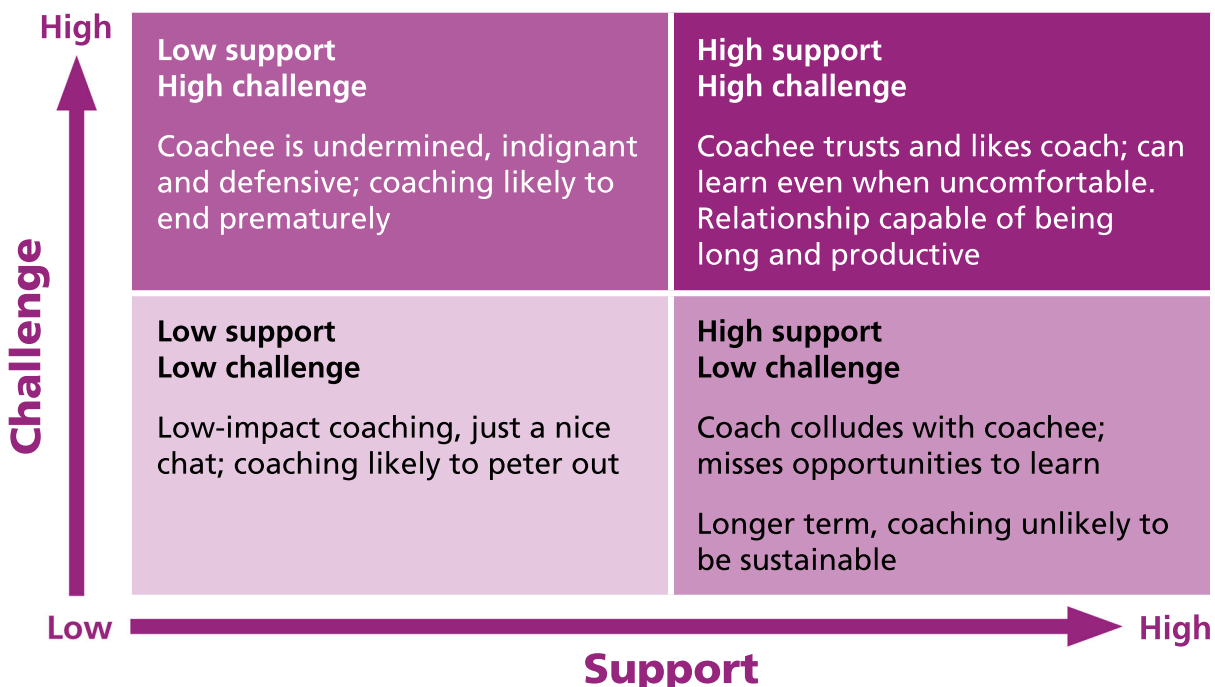 High
Low support
High challenge
Coachee is undermined, indignant
and defensive; coaching likely to
end prematurely
High support
High challenge
Coachee trusts and likes coach; can
learn even when uncomfortable.
Relationship capable of being
long and productive
Challenge
Low support
Low challenge
Low-impact coaching, just a nice
chat; coaching likely to peter out
High support
Low challenge
Coach colludes with coachee;
misses opportunities to learn
Longer term, coaching unlikely to
be sustainable
Low
High
Support